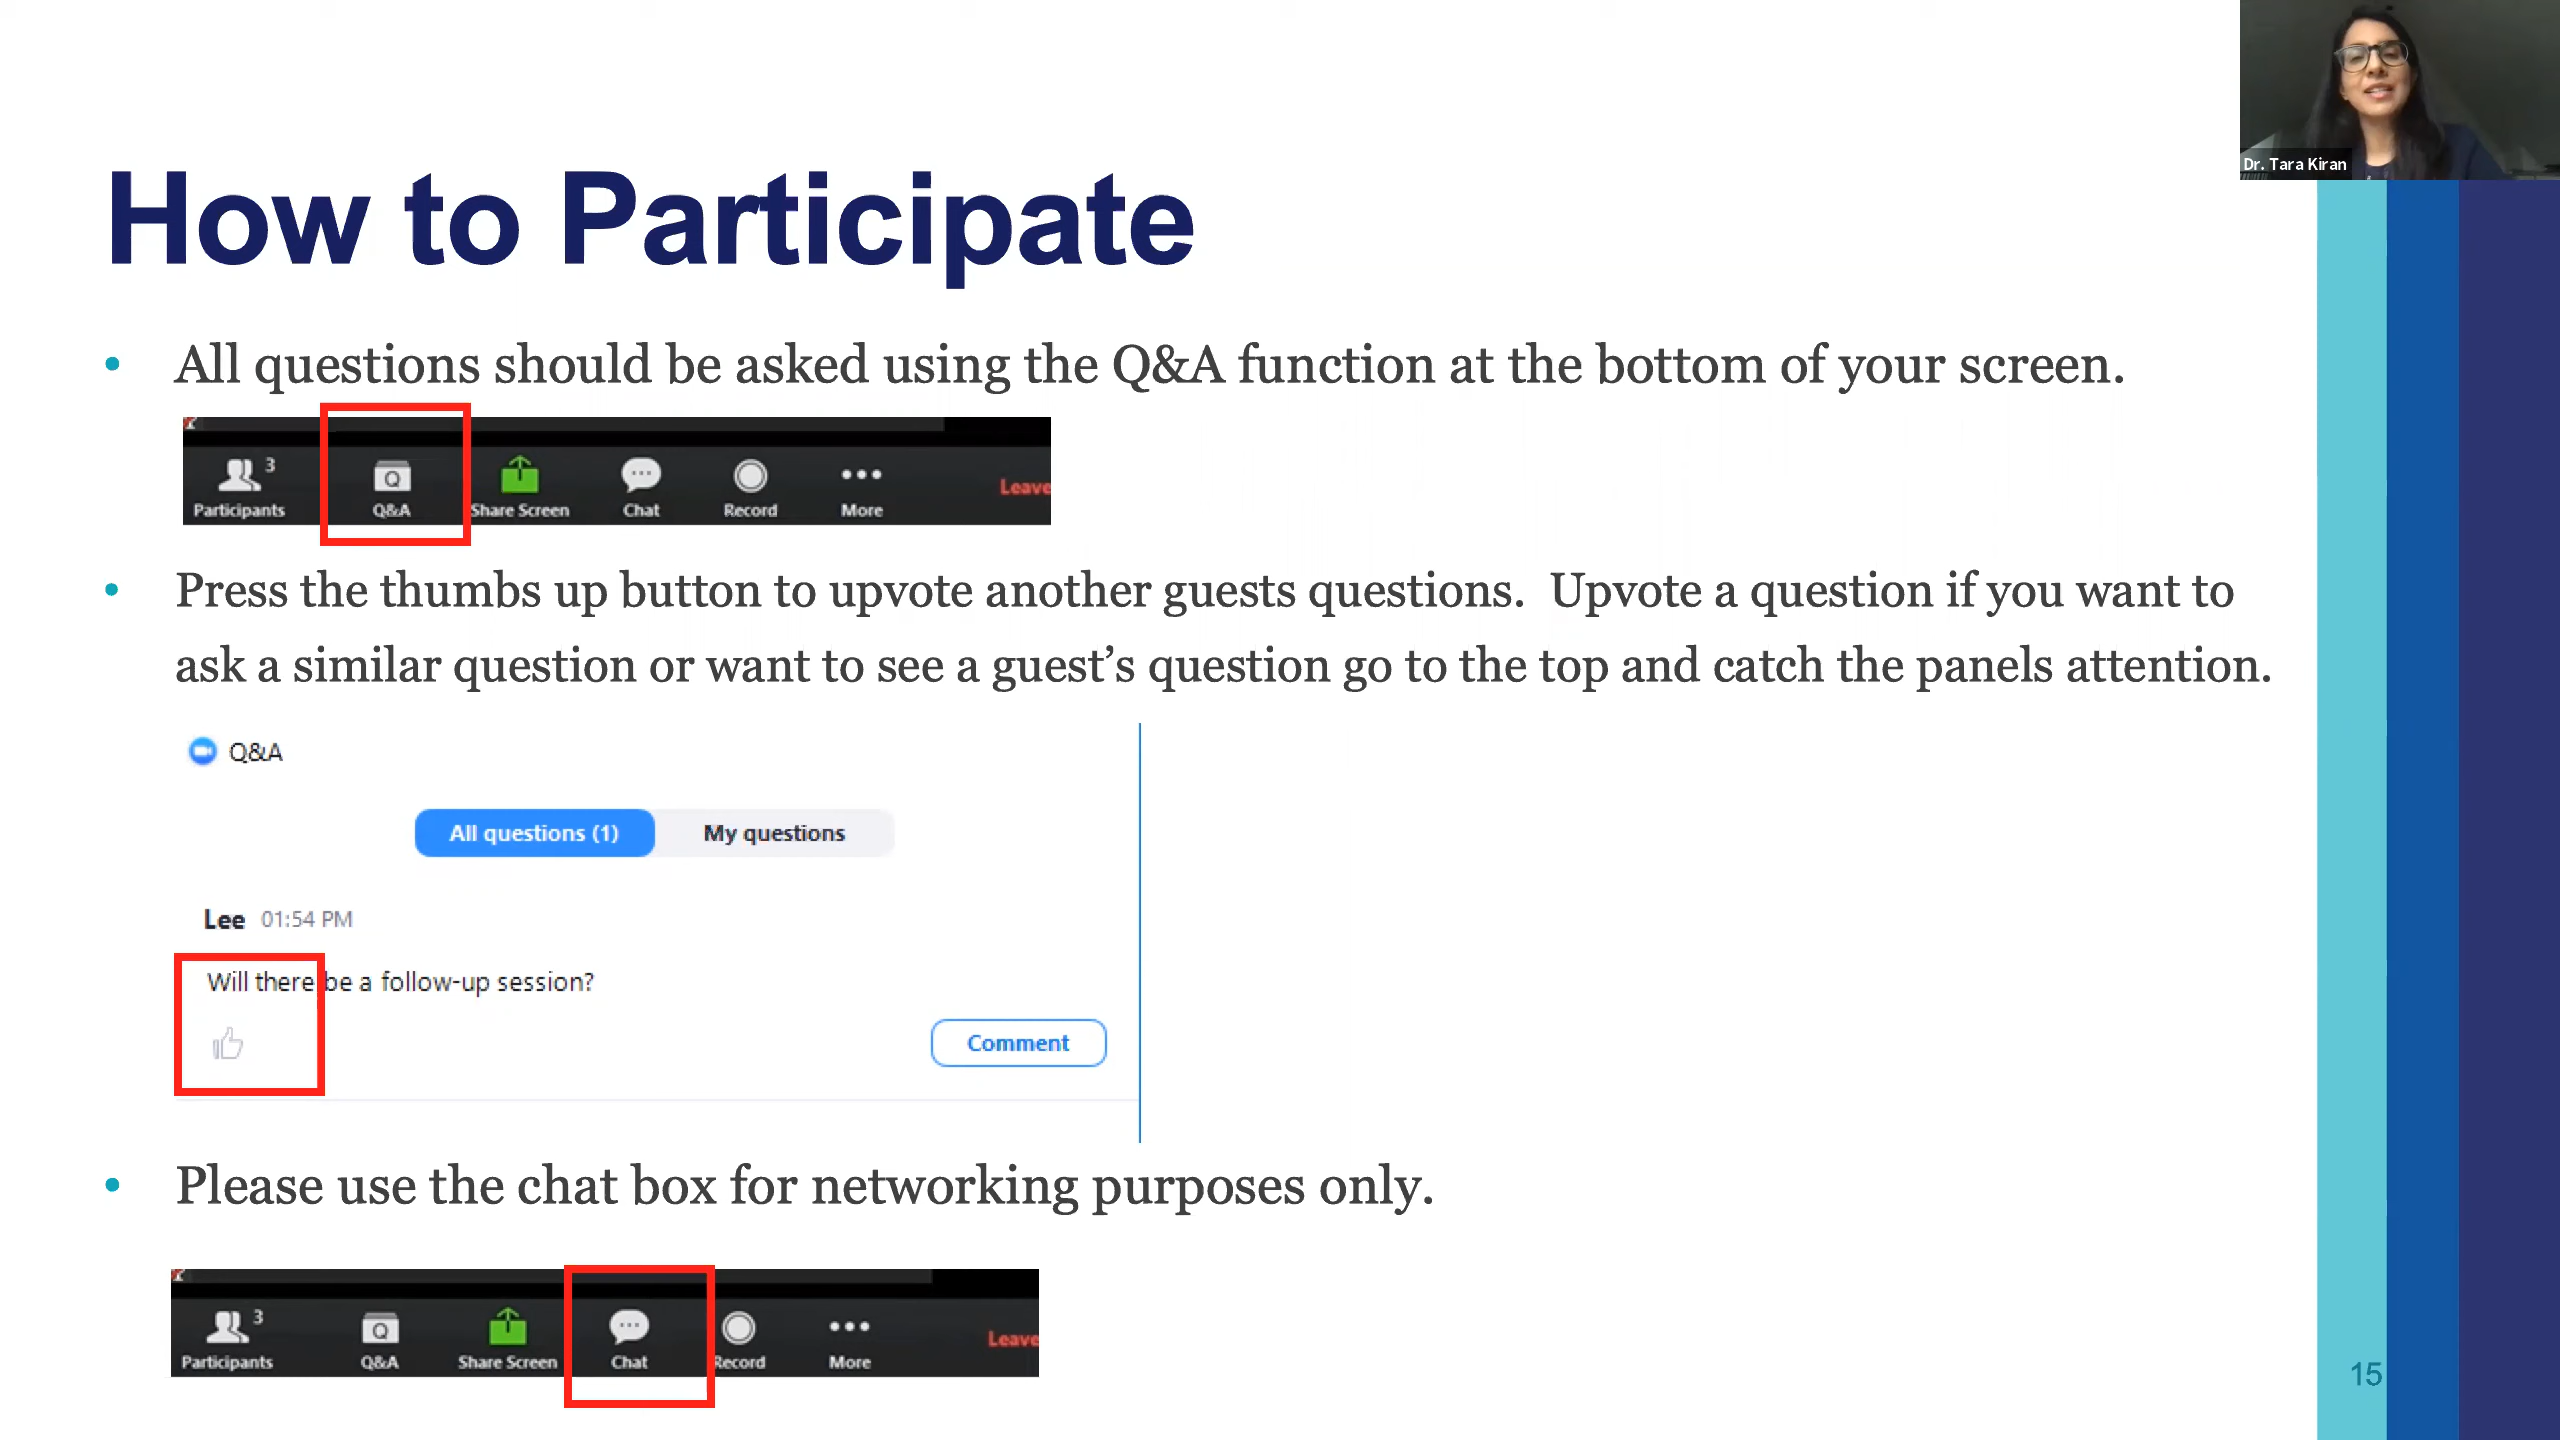 Dr. Tara Kiran
How to Participate
• All questions should be asked using the Q&A function at the bottom of your screen.
3
Participants Q&A Share Screen Chat Record More Leave
• Press the thumbs up button to upvote another guests questions.  Upvote a question if you want to
ask a similar question or want to see a guest’s question go to the top and catch the panels attention.
Q&A
All questions (1) My questions
Lee 01:54 PM
Will there be a follow-up session?
Comment
• Please use the chat box for networking purposes only.
3
Participants Q&A Share Screen Chat Record More Leave
15